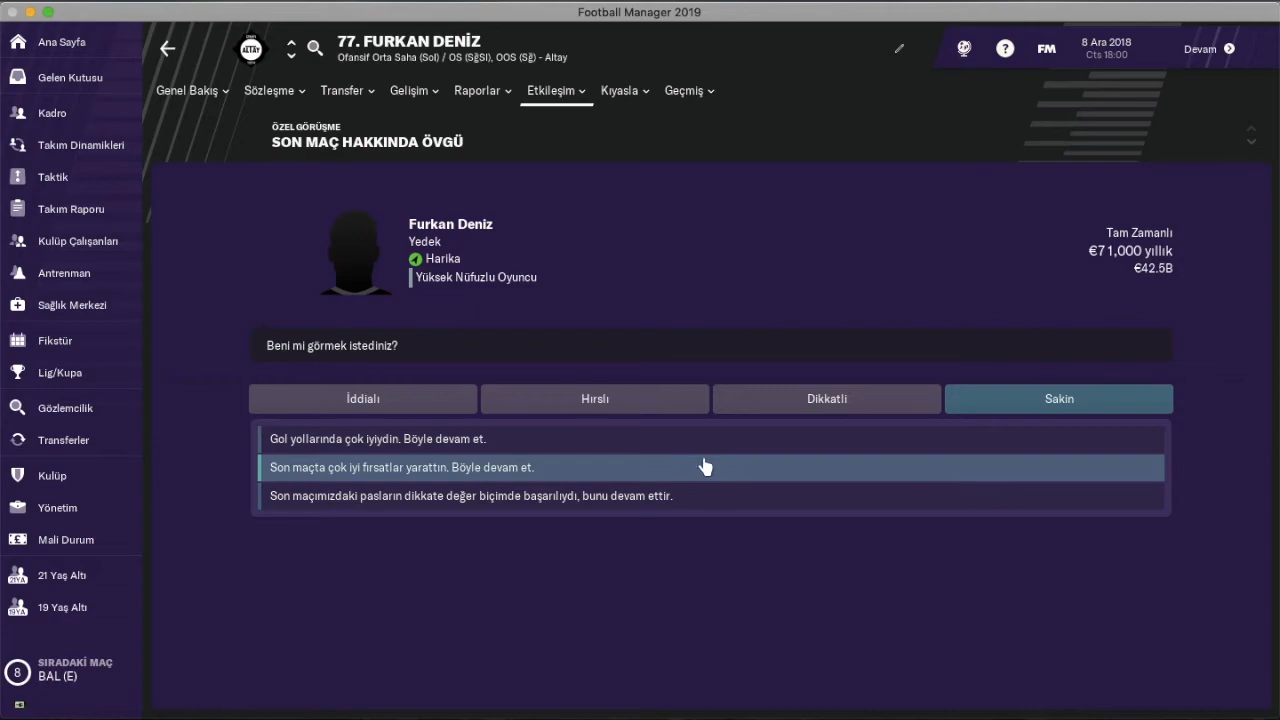 Football Manager 2019
Ana Sayfa
Gelen Kutusu
Kadro
Takım Dinamikleri
Taktik
Takım Raporu
Kulüp Çalışanları
Antrenman
Sağlık Merkezi
Fikstür
Lig/Kupa
Gözlemcilik
Transferler
Kulüp
Yönetim
Mali Durum
21 Yaş Altı
19 Yaş Altı
8
SIRADAKİ MAÇ
BAL (E)
ALTAY
77. FURKAN DENİZ
Ofansif Orta Saha (Sol) / OS (SğSl), OOS (Sğ) - Altay
FM
8 Ara 2018
Cts 18:00
Devam
Genel Bakış
Sözleşme
Transfer
Gelişim
Raporlar
Etkileşim
Kıyasla
Geçmiş
ÖZEL GÖRÜŞME
SON MAÇ HAKKINDA ÖVGÜ
Furkan Deniz
Yedek
Harika
Yüksek Nüfuzlu Oyuncu
Tam Zamanlı
€71,000 yıllık
€42.5B
Beni mi görmek istediniz?
İddialı
Hırslı
Dikkatli
Sakin
Gol yollarında çok iyiydin. Böyle devam et.
Son maçta çok iyi fırsatlar yarattın. Böyle devam et.
Son maçımızdaki pasların dikkate değer biçimde başarılıydı, bunu devam ettir.